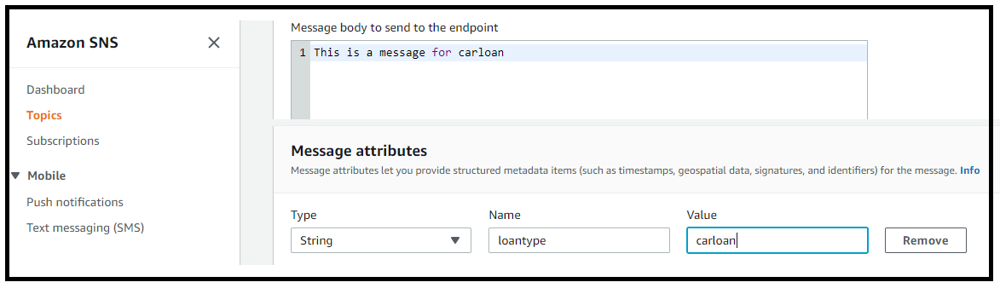 Amazon SNS
Dashboard
Topics
Subscriptions
Mobile
Push notifications
Text messaging (SMS)
Message body to send to the endpoint
1 This is a message for carloan
Message attributes
Message attributes let you provide structured metadata items (such as timestamps, geospatial data, signatures, and identifiers) for the message. Info
Type Name Value
String loantype carloan Remove